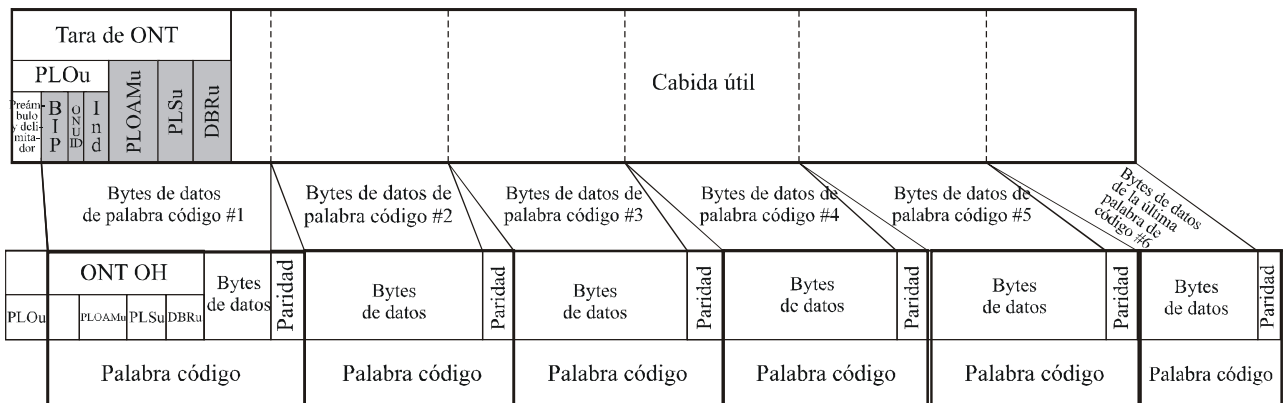 Tara de ONT
PLOu
Preám-
bulo
y deli-
mita-
dor
BIP
ONU ID
Ind
PLOAMu
PLSu
DBRu
Cabida útil
Bytes de datos
de palabra código #1
Bytes de datos de
palabra código #2
Bytes de datos de
palabra código #3
Bytes de datos de
palabra código #4
Bytes de datos de
palabra código #5
Bytes de datos
de la última
palabra de
código #6
ONT OH
PLOu
PLOAMu
PLSu
DBRu
Bytes
de datos
Paridad
Bytes
de datos
Paridad
Bytes
de datos
Paridad
Bytes
de datos
Paridad
Bytes
de datos
Paridad
Bytes
de datos
Paridad
Palabra código
Palabra código
Palabra código
Palabra código
Palabra código
Palabra código